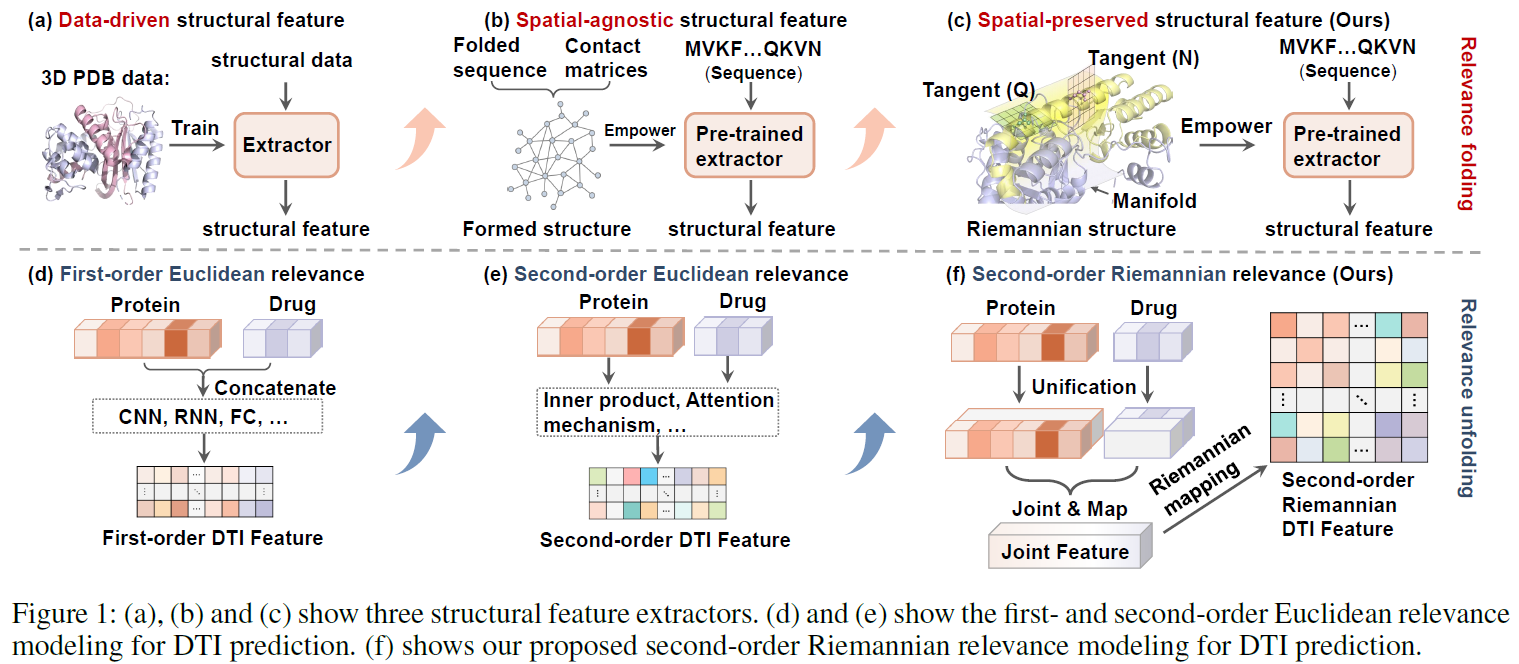 (a) Data-driven structural feature
structural data
3D PDB data:
Train
Extractor
structural feature
(b) Spatial-agnostic structural feature
Folded
sequence
Contact
matrices
MVKF...QKVN
(Sequence)
Empower
Pre-trained
extractor
Formed structure
structural feature
(c) Spatial-preserved structural feature (Ours)
Tangent (N)
Tangent (Q)
MVKF...QKVN
(Sequence)
Empower
Pre-trained
extractor
Manifold
Riemannian structure
structural feature
Relevance folding
(d) First-order Euclidean relevance
Protein
Drug
Concatenate
CNN, RNN, FC, ...
First-order DTI Feature
(e) Second-order Euclidean relevance
Protein
Drug
Inner product, Attention
mechanism, ...
Second-order DTI Feature
(f) Second-order Riemannian relevance (Ours)
Protein
Drug
Unification
Joint & Map
Joint Feature
Riemannian
mapping
Second-order
Riemannian
DTI Feature
Relevance unfolding
Figure 1: (a), (b) and (c) show three structural feature extractors. (d) and (e) show the first- and second-order Euclidean relevance
modeling for DTI prediction. (f) shows our proposed second-order Riemannian relevance modeling for DTI prediction.